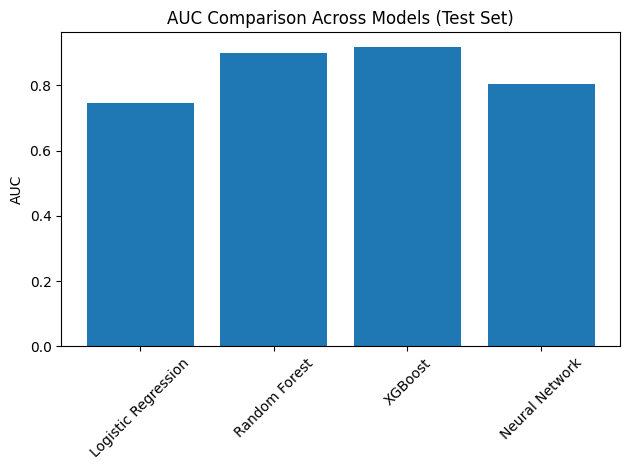 AUC Comparison Across Models (Test Set)
AUC
0.8
0.6
0.4
0.2
0.0
Logistic Regression
Random Forest
XGBoost
Neural Network